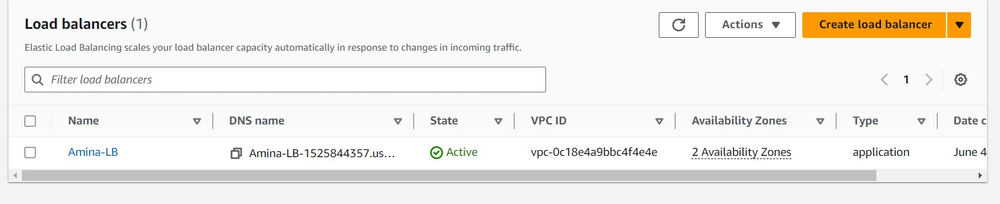 Load balancers (1)
Actions
Create load balancer
Elastic Load Balancing scales your load balancer capacity automatically in response to changes in incoming traffic.
Filter load balancers
1
Name DNS name State VPC ID Availability Zones Type Date c
Amina-LB Amina-LB-1525844357.us... Active vpc-0c18e4a9bbc4f4e4e 2 Availability Zones application June 4